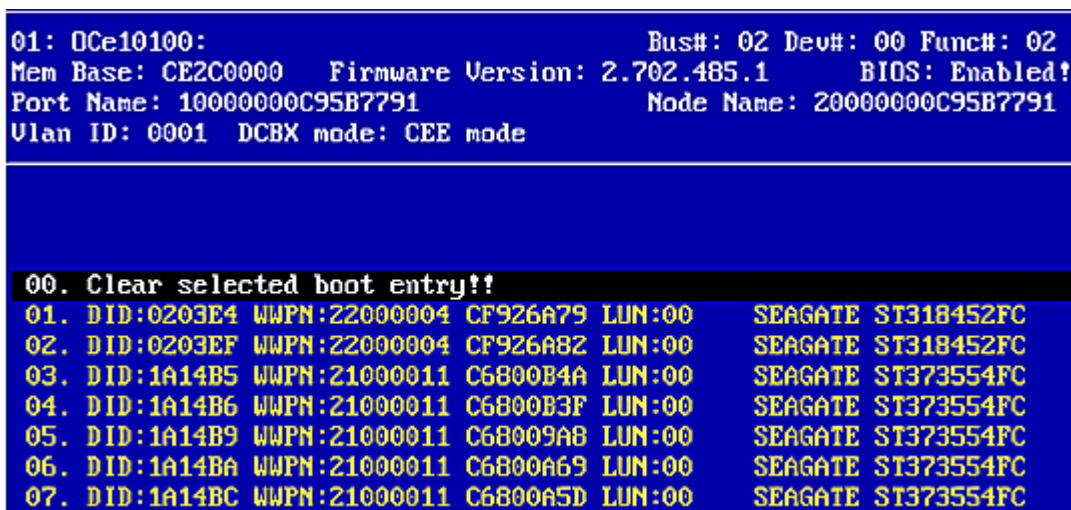 01: OCe10100: Bus#: 02 Dev#: 00 Func#: 02
Mem Base: CE2C0000 Firmware Version: 2.702.485.1 BIOS: Enabled!
Port Name: 10000000C95B7791 Node Name: 20000000C95B7791
Vlan ID: 0001 DCBX mode: CEE mode
00. Clear selected boot entry!!
01. DID:0203E4 WWPN:22000004 CF926A79 LUN:00 SEAGATE ST318452FC
02. DID:0203EF WWPN:22000004 CF926A82 LUN:00 SEAGATE ST318452FC
03. DID:1A14B5 WWPN:21000011 C6800B4A LUN:00 SEAGATE ST373554FC
04. DID:1A14B6 WWPN:21000011 C6800B3F LUN:00 SEAGATE ST373554FC
05. DID:1A14B9 WWPN:21000011 C68009A8 LUN:00 SEAGATE ST373554FC
06. DID:1A14BA WWPN:21000011 C6800A69 LUN:00 SEAGATE ST373554FC
07. DID:1A14BC WWPN:21000011 C6800A5D LUN:00 SEAGATE ST373554FC